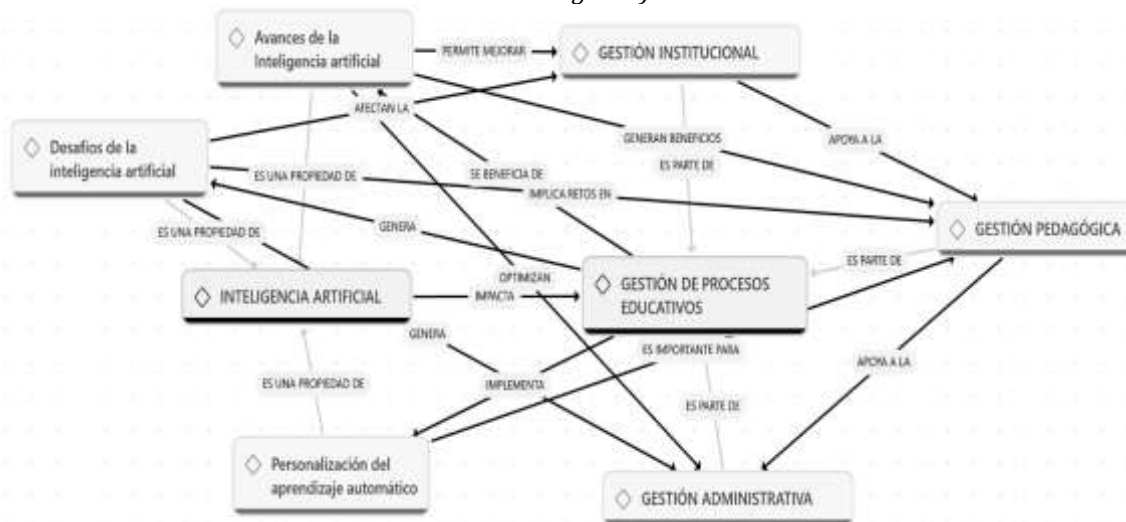 Avances de la
Inteligencia artificial
PERMITE MEJORAR
GESTIÓN INSTITUCIONAL
AFECTAN LA
Desafíos de la
inteligencia artificial
GENERAN BENEFICIOS
APOYA A LA
ES UNA PROPIEDAD DE
SE BENEFICIA DE
ES PARTE DE
IMPLICA RETOS EN
GESTIÓN PEDAGÓGICA
ES UNA PROPIEDAD DE
GENERA
ES PARTE DE
OPTIMIZAN
INTELIGENCIA ARTIFICIAL
IMPACTA
GESTIÓN DE PROCESOS
EDUCATIVOS
GENERA
ES IMPORTANTE PARA
APOYA A LA
ES UNA PROPIEDAD DE
IMPLEMENTA
ES PARTE DE
Personalización del
aprendizaje automático
GESTIÓN ADMINISTRATIVA